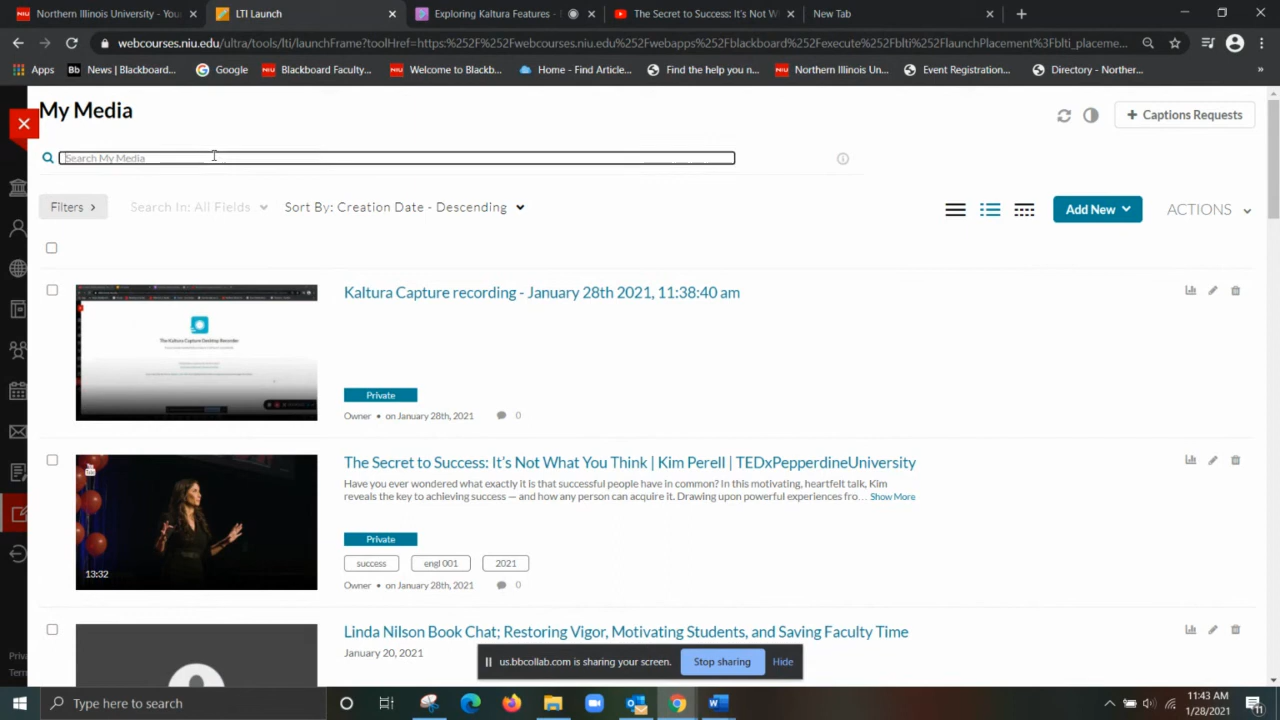 Northern Illinois University - You
LTI Launch
Exploring Kaltura Features -
The Secret to Success: It's Not W
New Tab
webcourses.niu.edu/ultra/tools/lti/launchFrame?toolHref=https:%252F%252Fwebcourses.niu.edu%252Fwebapps%252Fblackboard%252Fexecute%252Fblti%252FlaunchPlacement%253Fblti_placeme...
Apps
News | Blackboard...
Google
Blackboard Faculty...
Welcome to Blackb...
Home - Find Article...
Find the help you n...
Northern Illinois Un...
Event Registration...
Directory - Norther...
My Media
+ Captions Requests
Search My Media
Filters >
Search In: All Fields
Sort By: Creation Date - Descending
Add New
ACTIONS
Kaltura Capture recording - January 28th 2021, 11:38:40 am
The Kaltura Capture Desktop Recorder
Private
Owner • on January 28th, 2021 0
The Secret to Success: It's Not What You Think | Kim Perell | TEDxPepperdineUniversity
Have you ever wondered what exactly it is that successful people have in common? In this motivating, heartfelt talk, Kim
reveals the key to achieving success — and how any person can acquire it. Drawing upon powerful experiences fro... Show More
Private
13:32
success
engl 001
2021
Owner • on January 28th, 2021 0
Linda Nilson Book Chat; Restoring Vigor, Motivating Students, and Saving Faculty Time
January 20, 2021
us.bbcollab.com is sharing your screen.
Stop sharing
Hide
Priva
Term
Type here to search
11:43 AM
1/28/2021
11